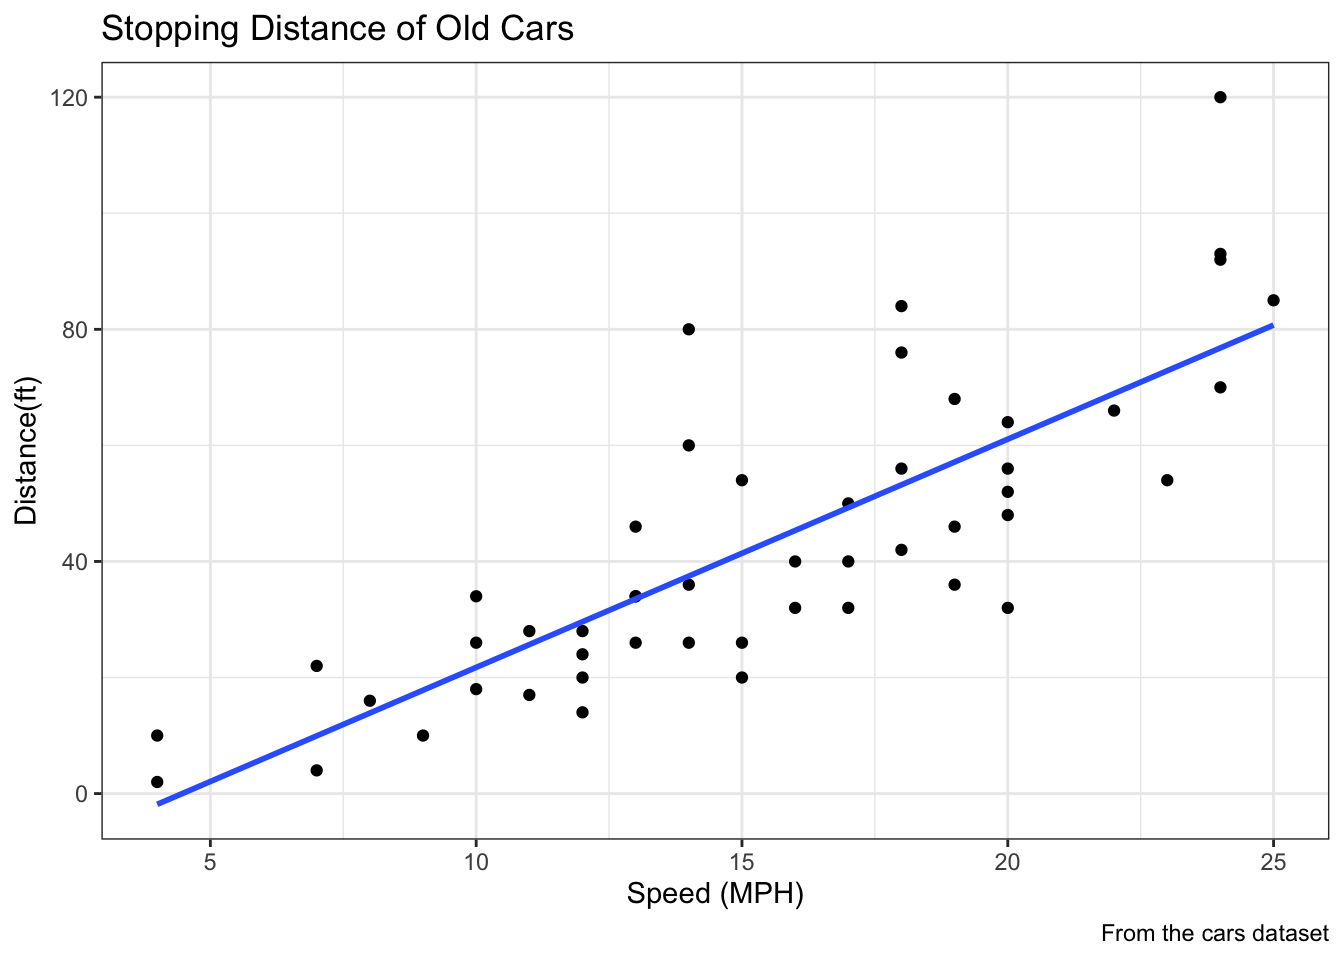 Stopping Distance of Old Cars
120
80
40
0
Distance(ft)
5 10 15 20 25
Speed (MPH)
From the cars dataset